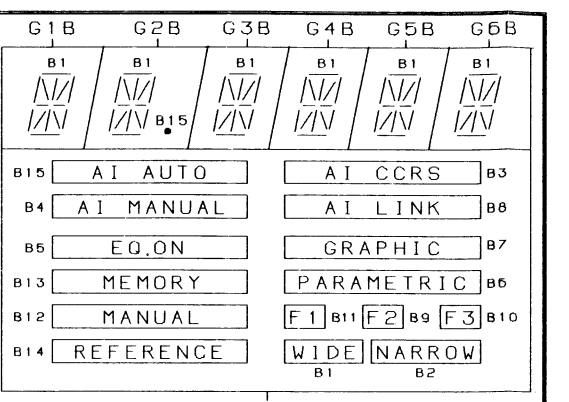 G1B G2B G3B G4B G5B G6B
B1 B1 B1 B1 B1 B1
B15
B15 AI AUTO AI CCRS B3
B4 AI MANUAL AI LINK B8
B5 EQ.ON GRAPHIC B7
B13 MEMORY PARAMETRIC B6
B12 MANUAL F1 B11 F2 B9 F3 B10
B14 REFERENCE WIDE NARROW
B1 B2